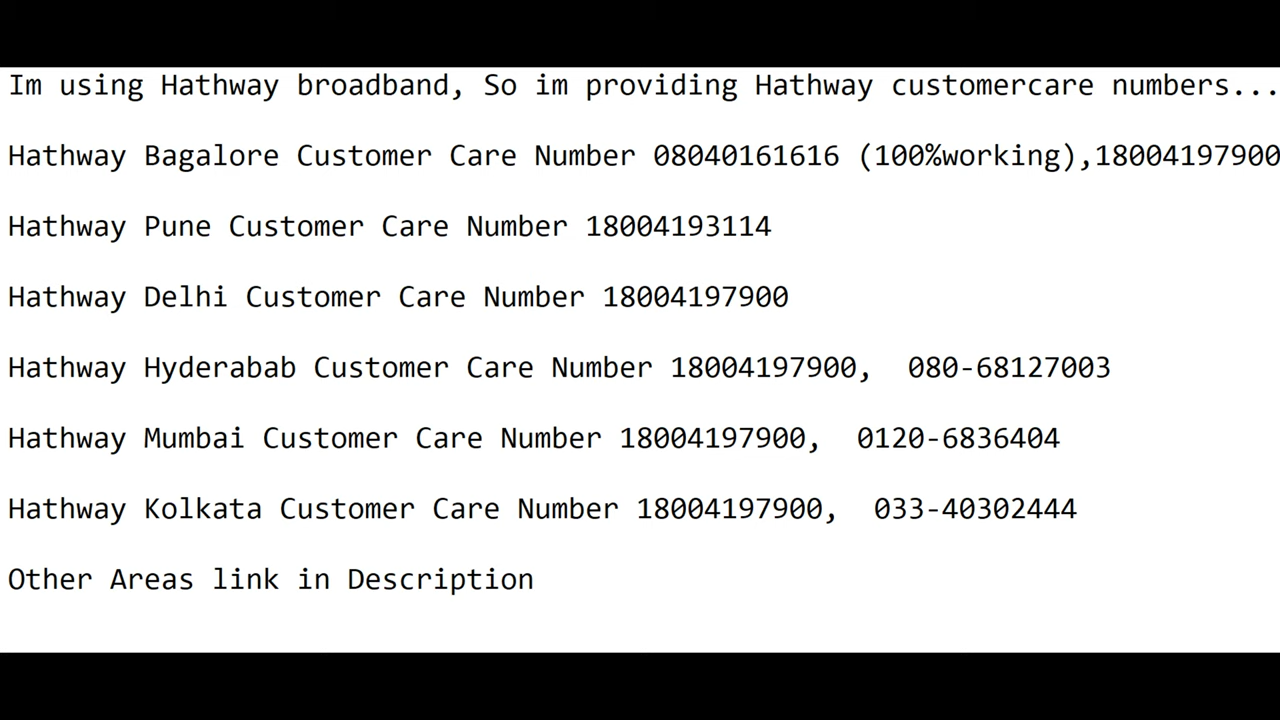 Im using Hathway broadband, So im providing Hathway customercare numbers...
Hathway Bagalore Customer Care Number 08040161616 (100%working),18004197900
Hathway Pune Customer Care Number 18004193114
Hathway Delhi Customer Care Number 18004197900
Hathway Hyderabab Customer Care Number 18004197900,  080-68127003
Hathway Mumbai Customer Care Number 18004197900,  0120-6836404
Hathway Kolkata Customer Care Number 18004197900,  033-40302444
Other Areas link in Description